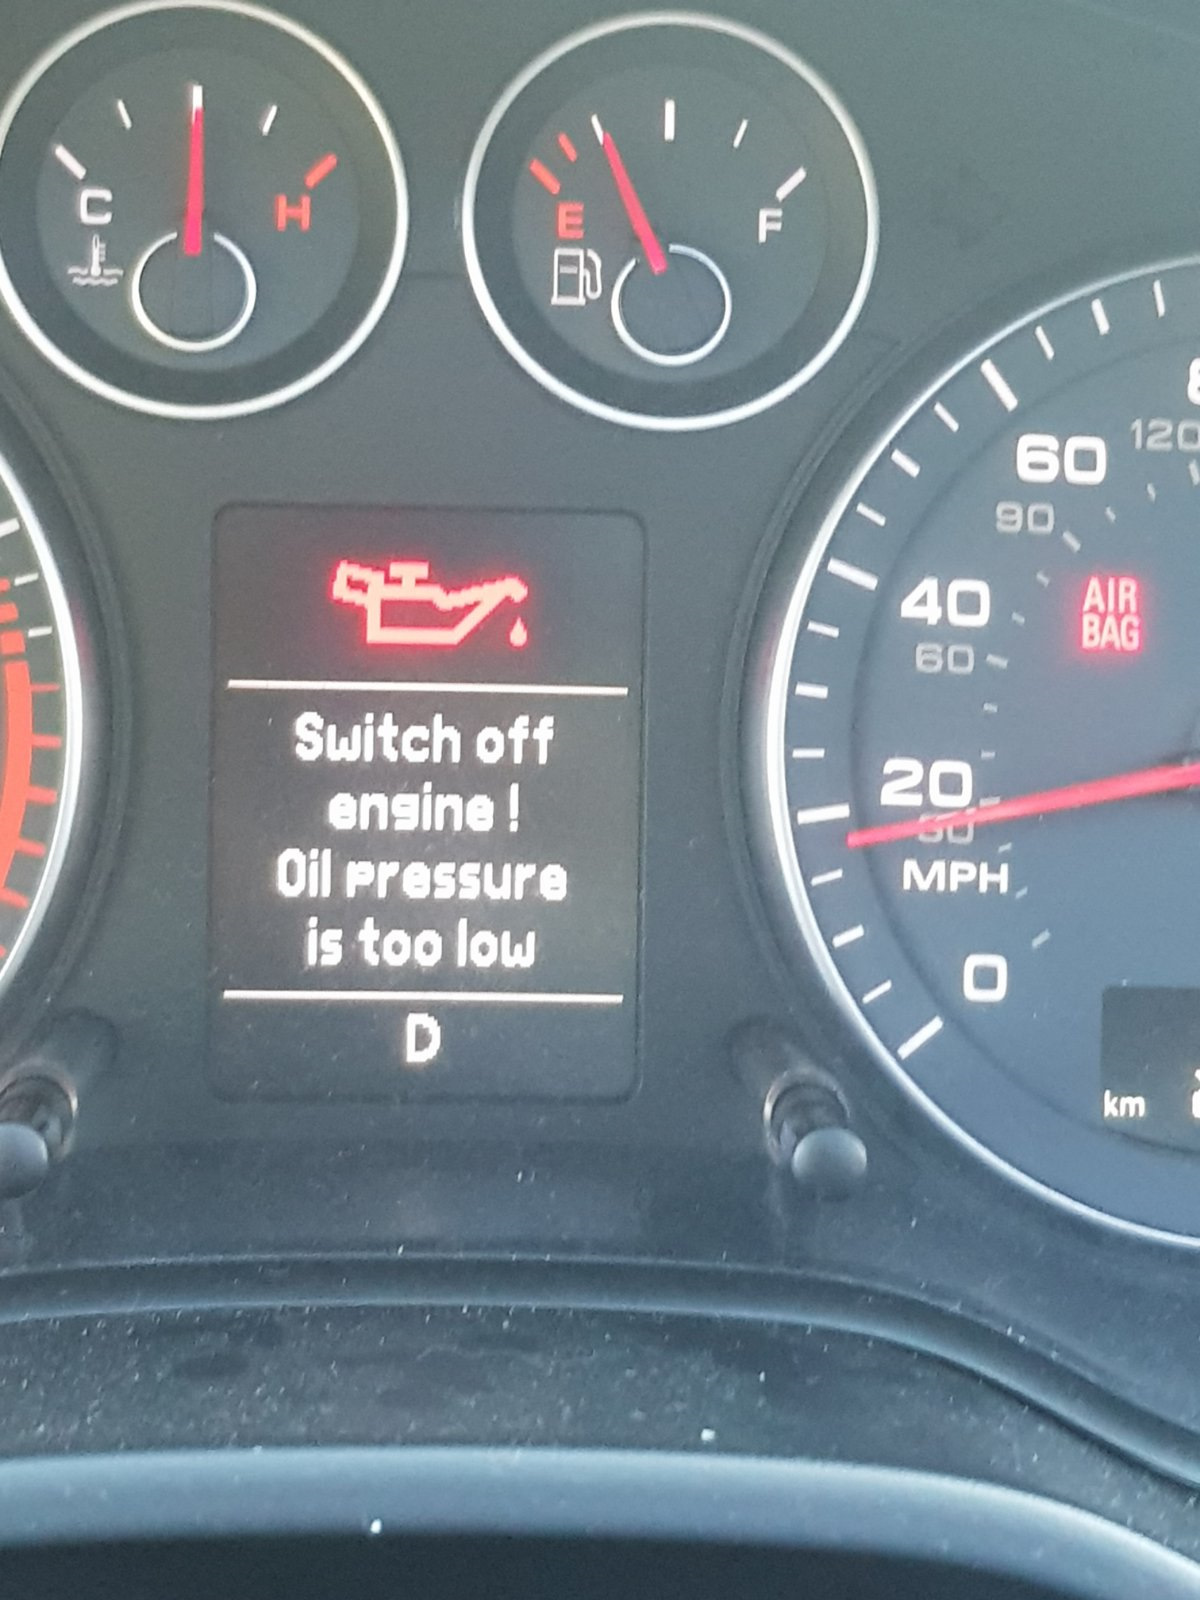 C
H
E
F
8
120
60
90
40
AIR
BAG
60
20
MPH
0
km
Switch off
engine!
Oil pressure
is too low
D